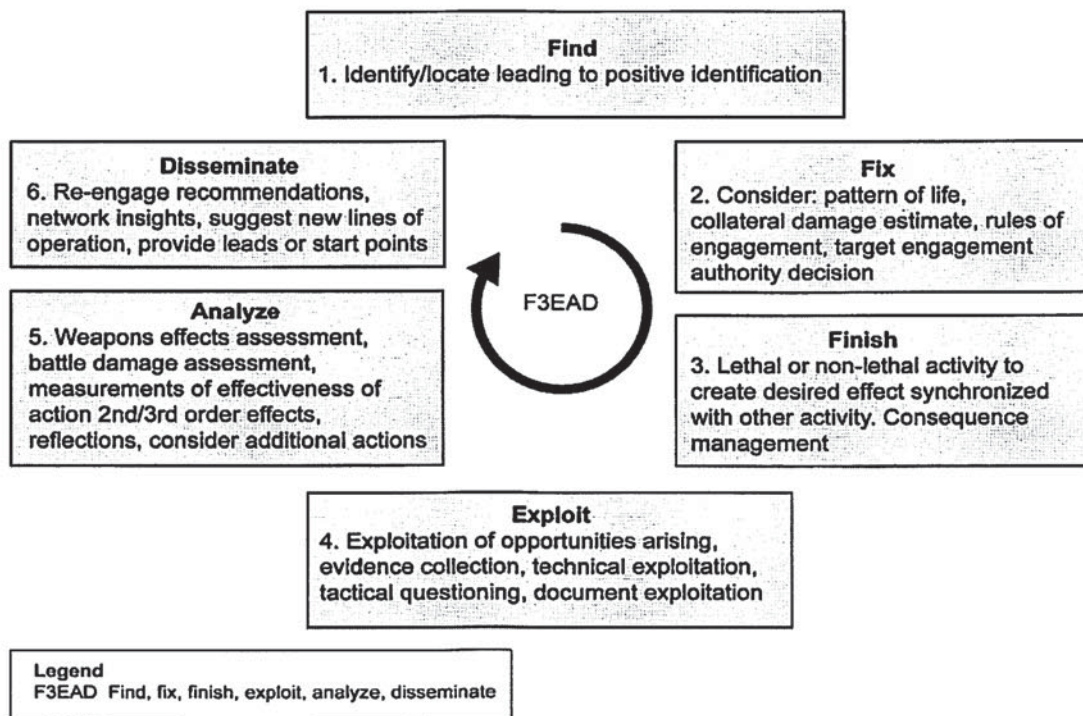 Find
1. Identify/locate leading to positive identification
Fix
2. Consider: pattern of life,
collateral damage estimate, rules of
engagement, target engagement
authority decision
Finish
3. Lethal or non-lethal activity to
create desired effect synchronized
with other activity. Consequence
management
Exploit
4. Exploitation of opportunities arising,
evidence collection, technical exploitation,
tactical questioning, document exploitation
Analyze
5. Weapons effects assessment,
battle damage assessment,
measurements of effectiveness of
action 2nd/3rd order effects,
reflections, consider additional actions
Disseminate
6. Re-engage recommendations,
network insights, suggest new lines of
operation, provide leads or start points
F3EAD
Legend
F3EAD Find, fix, finish, exploit, analyze, disseminate